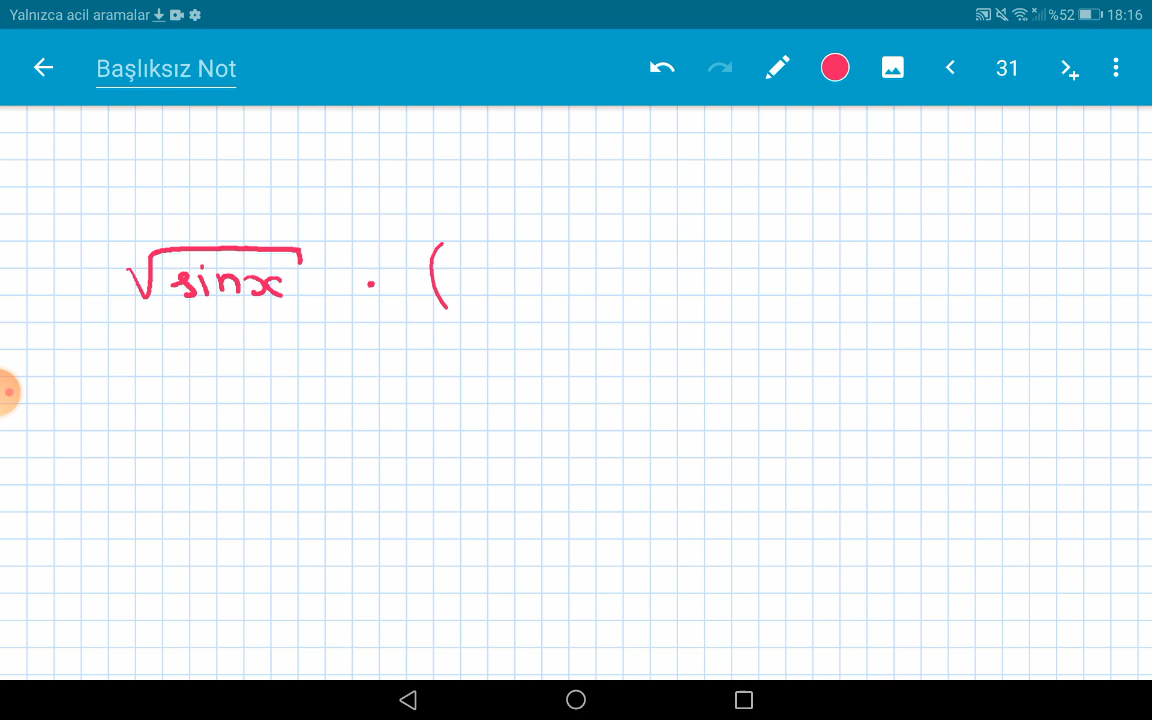 Yalnızca acil aramalar %52 18:16
Başlıksız Not 31
√sinx . (